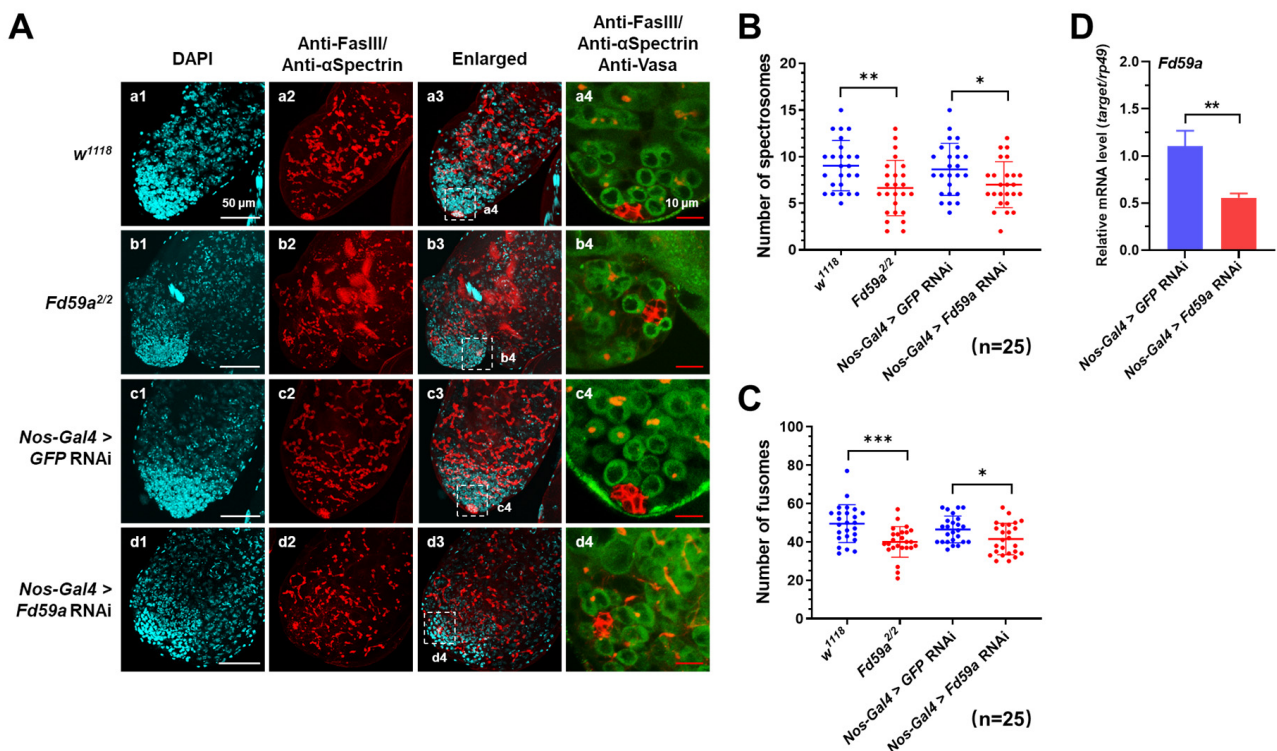 A
DAPI
Anti-FasIII/
Anti-αSpectrin
Enlarged
Anti-FasIII/
Anti-αSpectrin
Anti-Vasa
w1118
a1
50 μm
a2
a3
a4
a4
10 μm
Fd59a2/2
b1
b2
b3
b4
b4
Nos-Gal4 >
GFP RNAi
c1
c2
c3
c4
c4
Nos-Gal4 >
Fd59a RNAi
d1
d2
d3
d4
d4
B
Number of spectrosomes
20
15
10
5
0
**
*
w1118
Fd59a2/2
Nos-Gal4 > GFP RNAi
Nos-Gal4 > Fd59a RNAi
(n=25)
C
Number of fusomes
100
80
60
40
20
0
***
*
w1118
Fd59a2/2
Nos-Gal4 > GFP RNAi
Nos-Gal4 > Fd59a RNAi
(n=25)
D
Fd59a
Relative mRNA level (target/rp49)
2.0
1.5
1.0
0.5
0.0
**
Nos-Gal4 > GFP RNAi
Nos-Gal4 > Fd59a RNAi